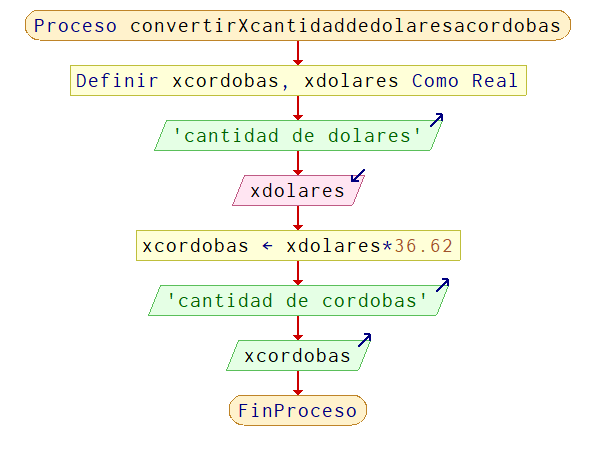 Proceso convertirXcantidaddedolaresacordobas
Definir xcordobas, xdolares Como Real
'cantidad de dolares'
xdolares
xcordobas ← xdolares*36.62
'cantidad de cordobas'
xcordobas
FinProceso